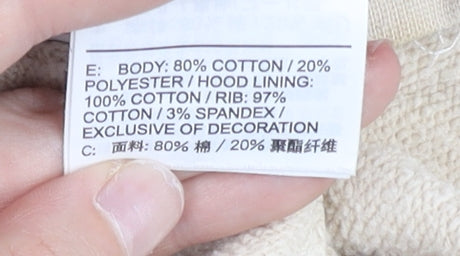 E: BODY: 80% COTTON / 20%
POLYESTER / HOOD LINING:
100% COTTON / RIB: 97%
COTTON / 3% SPANDEX /
EXCLUSIVE OF DECORATION
C: 面料: 80% 棉 / 20% 聚酯纤维